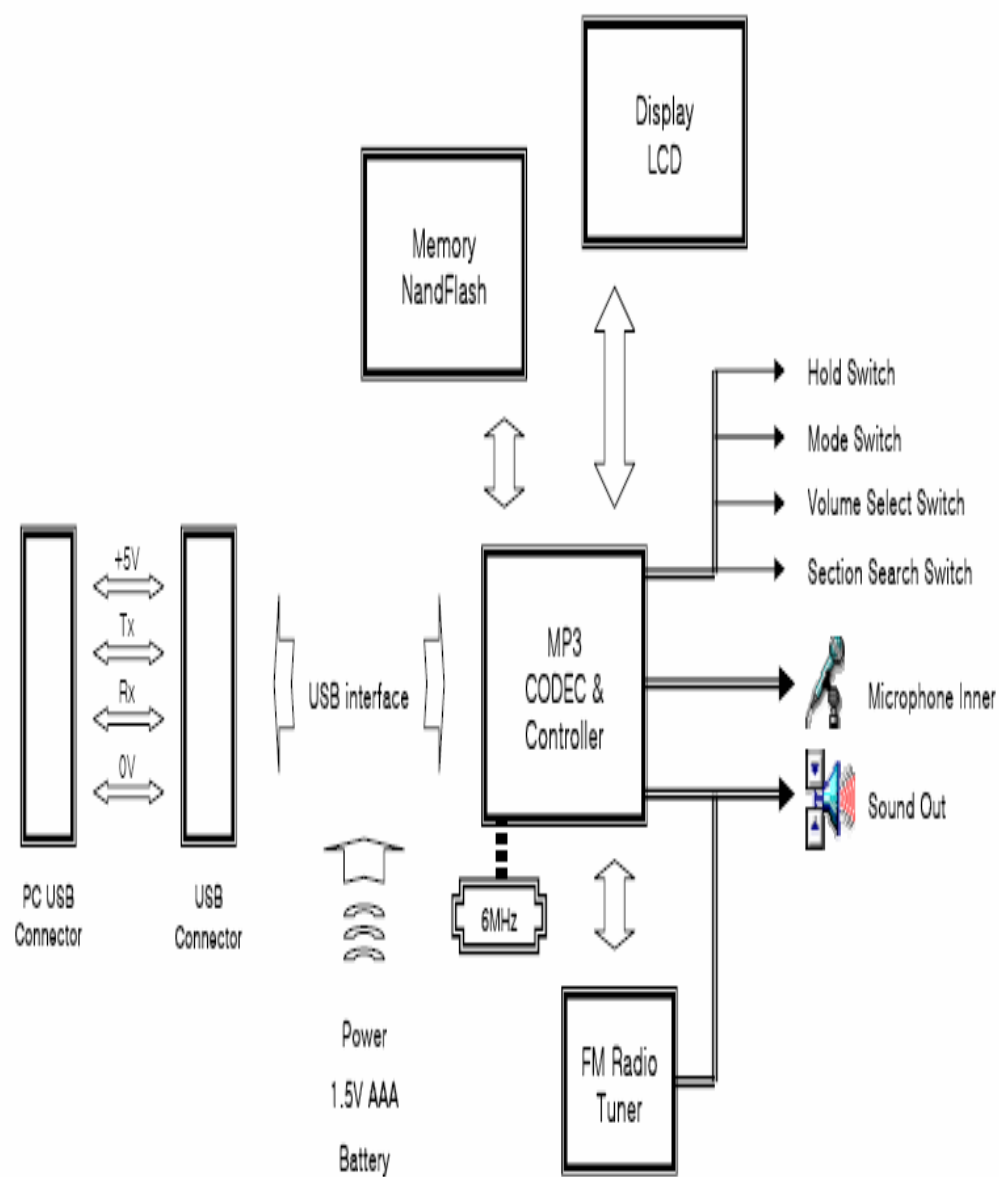 Display
LCD
Memory
NandFlash
Hold Switch
Mode Switch
Volume Select Switch
Section Search Switch
+5V
Tx
Rx
0V
USB interface
MP3
CODEC &
Controller
Microphone Inner
Sound Out
PC USB
Connector
USB
Connector
6MHz
Power
1.5V AAA
Battery
FM Radio
Tuner